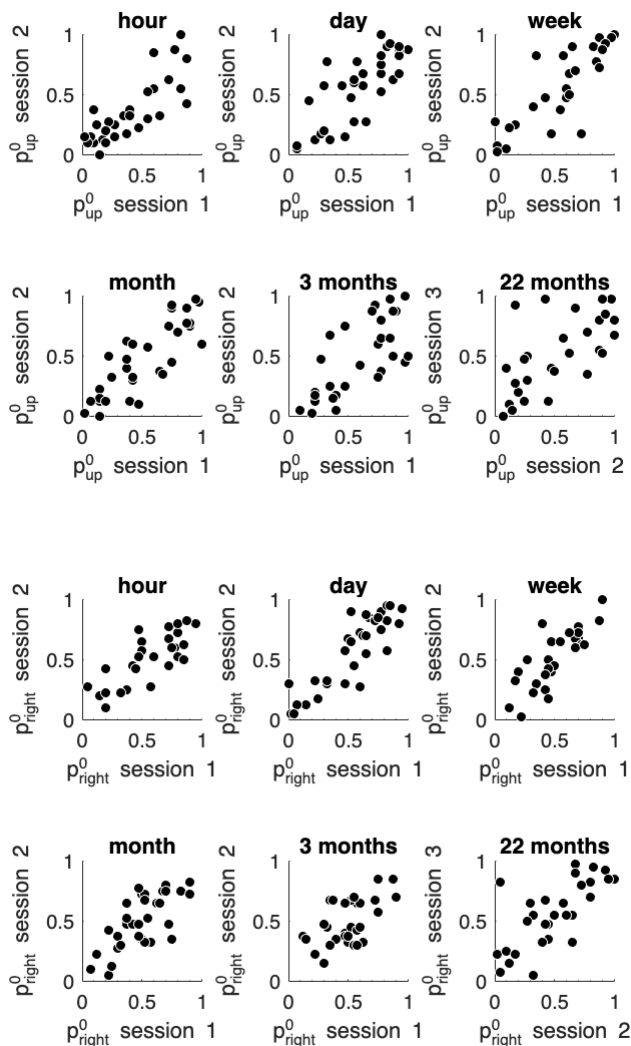 hour day week
p⁰up session 2 p⁰up session 2 p⁰up session 2
1 1 1
0.5 0.5 0.5
0 0 0
0 0.5 1 0 0.5 1 0 0.5 1
p⁰up session 1 p⁰up session 1 p⁰up session 1
month 3 months 22 months
p⁰up session 2 p⁰up session 2 p⁰up session 3
1 1 1
0.5 0.5 0.5
0 0 0
0 0.5 1 0 0.5 1 0 0.5 1
p⁰up session 1 p⁰up session 1 p⁰up session 2
hour day week
p⁰right session 2 p⁰right session 2 p⁰right session 2
1 1 1
0.5 0.5 0.5
0 0 0
0 0.5 1 0 0.5 1 0 0.5 1
p⁰right session 1 p⁰right session 1 p⁰right session 1
month 3 months 22 months
p⁰right session 2 p⁰right session 2 p⁰right session 3
1 1 1
0.5 0.5 0.5
0 0 0
0 0.5 1 0 0.5 1 0 0.5 1
p⁰right session 1 p⁰right session 1 p⁰right session 2